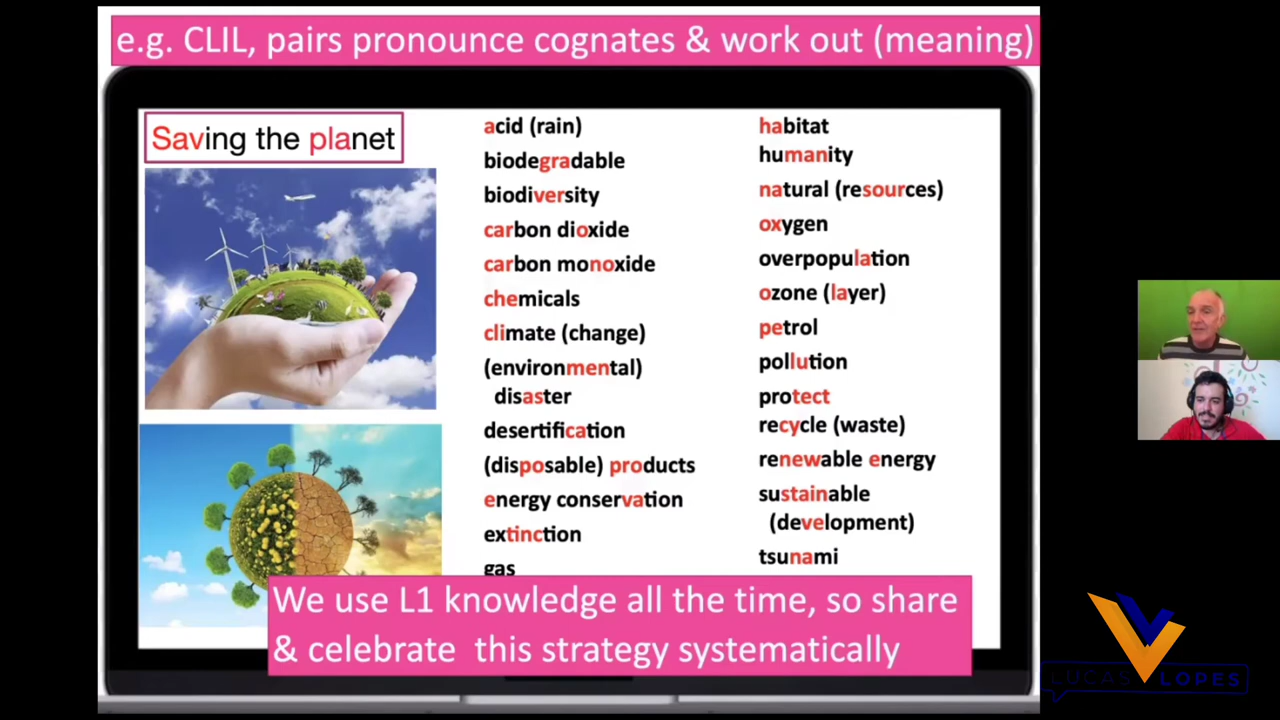 e.g. CLIL, pairs pronounce cognates & work out (meaning)
Saving the planet
acid (rain)
biodegradable
biodiversity
carbon dioxide
carbon monoxide
chemicals
climate (change)
(environmental)
disaster
desertification
(disposable) products
energy conservation
extinction
gas
habitat
humanity
natural (resources)
oxygen
overpopulation
ozone (layer)
petrol
pollution
protect
recycle (waste)
renewable energy
sustainable
(development)
tsunami
We use L1 knowledge all the time, so share
& celebrate this strategy systematically
LUCAS LOPES